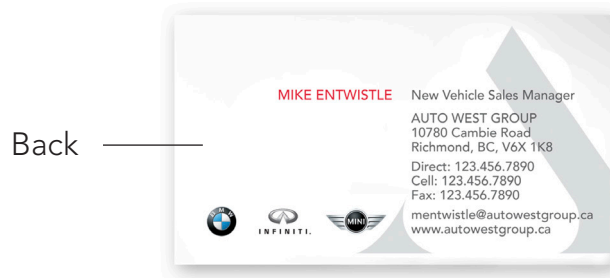 Back
MIKE ENTWISTLE New Vehicle Sales Manager
AUTO WEST GROUP
10780 Cambie Road
Richmond, BC, V6X 1K8
Direct: 123.456.7890
Cell: 123.456.7890
Fax: 123.456.7890
mentwistle@autowestgroup.ca
www.autowestgroup.ca
BMW INFINITI. MINI